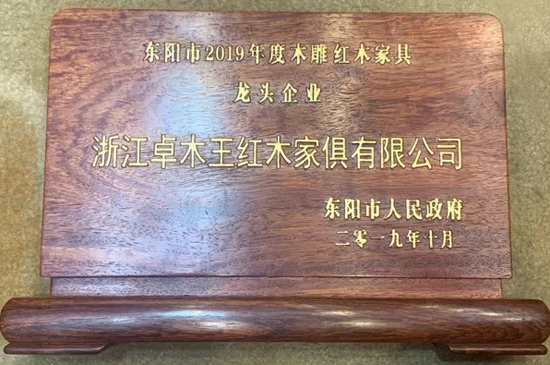 东阳市2019年度木雕红木家具
龙头企业
浙江卓木王红木家俱有限公司
东阳市人民政府
二零一九年十月